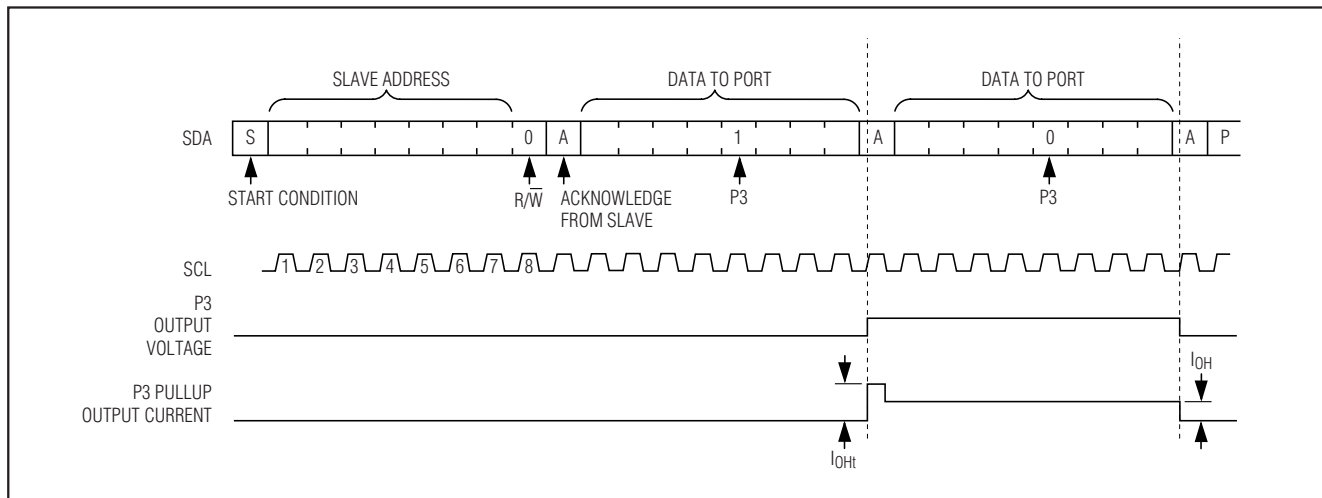 SLAVE ADDRESS DATA TO PORT DATA TO PORT
SDA S 0 A 1 A 0 A P
START CONDITION R/W̅ ACKNOWLEDGE FROM SLAVE P3 P3
SCL 1 2 3 4 5 6 7 8
P3
OUTPUT
VOLTAGE
IOH
P3 PULLUP
OUTPUT CURRENT
IOHt